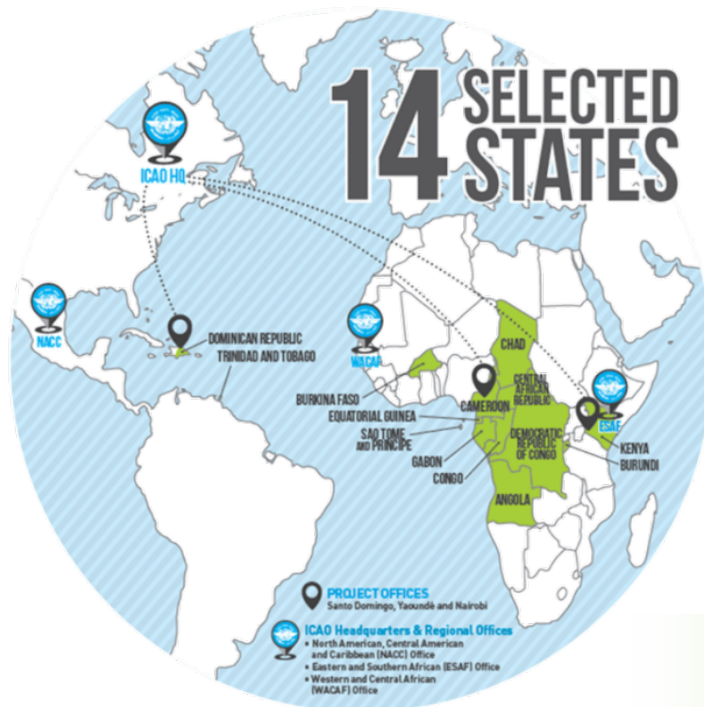 14 SELECTED
STATES
ICAO HQ
NACC
DOMINICAN REPUBLIC
TRINIDAD AND TOBAGO
WACAF
BURKINA FASO
EQUATORIAL GUINEA
SAO TOME
AND PRINCIPE
GABON
CONGO
CHAD
CENTRAL
AFRICAN
REPUBLIC
CAMEROON
DEMOCRATIC
REPUBLIC
OF CONGO
ANGOLA
ESAF
KENYA
BURUNDI
PROJECT OFFICES
Santo Domingo, Yaoundè and Nairobi
ICAO Headquarters & Regional Offices
• North American, Central American
and Caribbean (NACC) Office
• Eastern and Southern African (ESAF) Office
• Western and Central African
(WACAF) Office